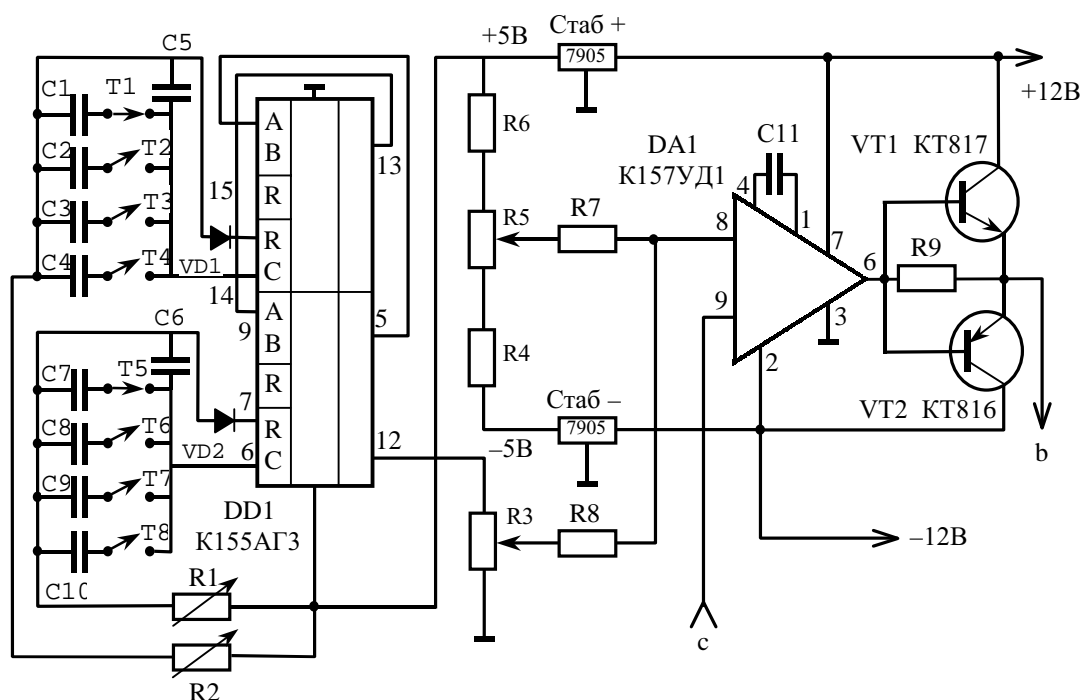 C5
+5В
Стаб +
7905
+12В
C1
T1
C2
T2
C3
T3
C4
T4
A
B
R
R
C
A
B
R
R
C
13
15
VD1
14
9
5
R6
R5
R4
R7
DA1
К157УД1
C11
4
1
8
7
6
9
3
2
R9
VT1 КТ817
VT2 КТ816
b
C6
C7
T5
C8
T6
C9
T7
C10
T8
7
VD2
6
12
Стаб –
7905
–5В
DD1
К155АГ3
R3
R8
–12В
R1
R2
c